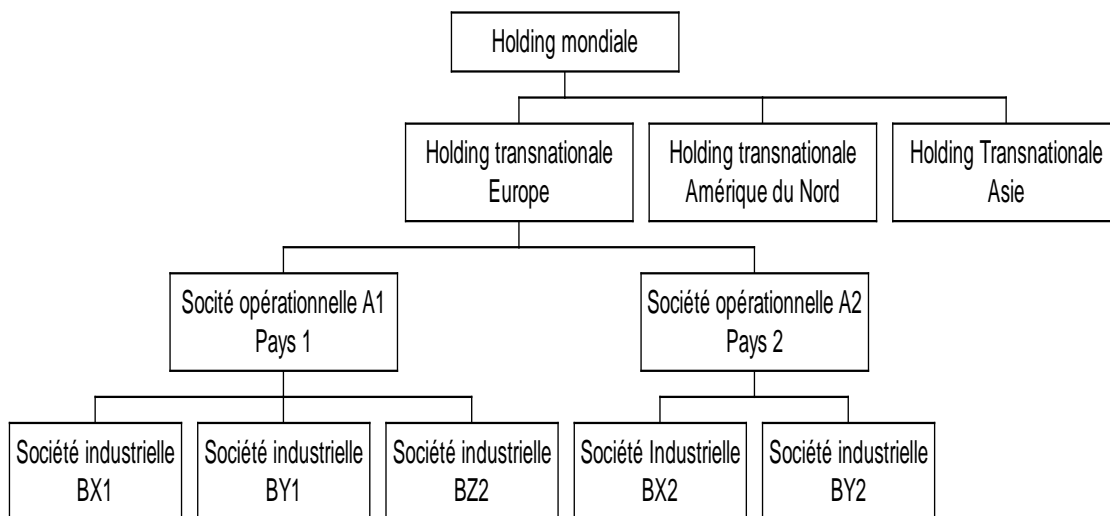 Holding mondiale
Holding transnationale
Europe
Holding transnationale
Amérique du Nord
Holding Transnationale
Asie
Socité opérationnelle A1
Pays 1
Société opérationnelle A2
Pays 2
Société industrielle
BX1
Société industrielle
BY1
Société industrielle
BZ2
Société Industrielle
BX2
Société industrielle
BY2